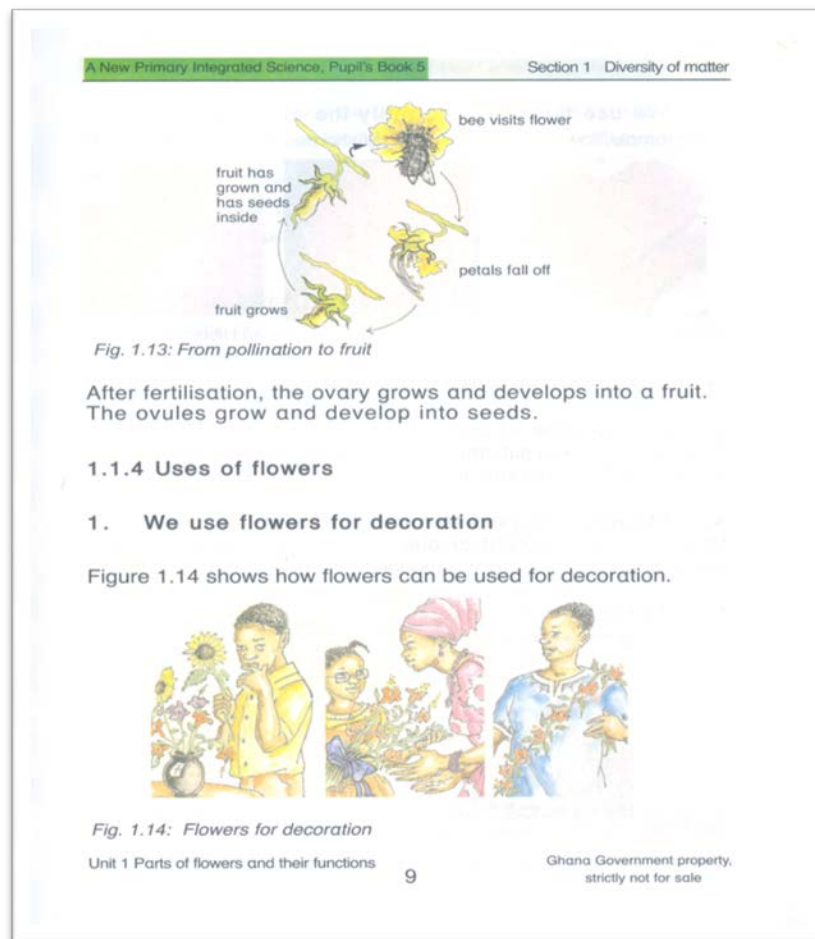 A New Primary Integrated Science, Pupil's Book 5
Section 1 Diversity of matter
bee visits flower
fruit has
grown and
has seeds
inside
petals fall off
fruit grows
Fig. 1.13: From pollination to fruit
After fertilisation, the ovary grows and develops into a fruit.
The ovules grow and develop into seeds.
1.1.4 Uses of flowers
1. We use flowers for decoration
Figure 1.14 shows how flowers can be used for decoration.
Fig. 1.14: Flowers for decoration
Unit 1 Parts of flowers and their functions
9
Ghana Government property,
strictly not for sale